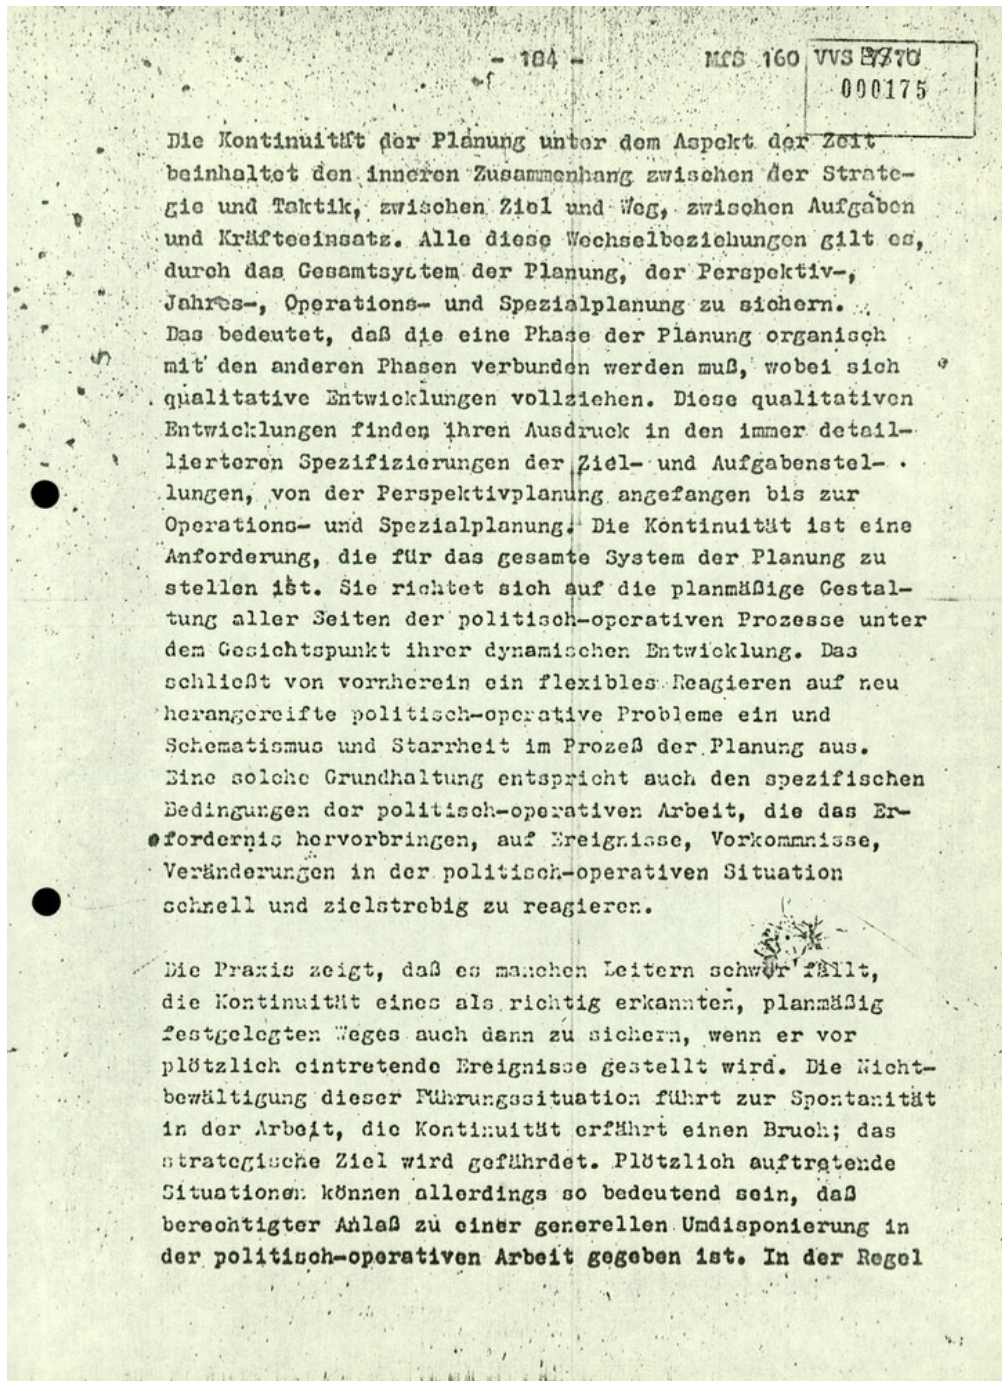 - 184 -
MfS 160 VVS
000175
Die Kontinuität der Planung unter dem Aspekt der Zeit
beinhaltet den inneren Zusammenhang zwischen der Strate-
gie und Taktik, zwischen Ziel und Weg, zwischen Aufgaben
und Kräfteeinsatz. Alle diese Wechselbeziehungen gilt es,
durch das Gesamtsystem der Planung, der Perspektiv-,
Jahres-, Operations- und Spezialplanung zu sichern.
Das bedeutet, daß die eine Phase der Planung organisch
mit den anderen Phasen verbunden werden muß, wobei sich
qualitative Entwicklungen vollziehen. Diese qualitativen
Entwicklungen finden ihren Ausdruck in den immer detail-
lierteren Spezifizierungen der Ziel- und Aufgabenstel-
lungen, von der Perspektivplanung angefangen bis zur
Operations- und Spezialplanung. Die Kontinuität ist eine
Anforderung, die für das gesamte System der Planung zu
stellen ist. Sie richtet sich auf die planmäßige Gestal-
tung aller Seiten der politisch-operativen Prozesse unter
dem Gesichtspunkt ihrer dynamischen Entwicklung. Das
schließt von vornherein ein flexibles Reagieren auf neu
herangereifte politisch-operative Probleme ein und
Schematismus und Starrheit im Prozeß der Planung aus.
Eine solche Grundhaltung entspricht auch den spezifischen
Bedingungen der politisch-operativen Arbeit, die das Er-
fordernis hervorbringen, auf Ereignisse, Vorkommnisse,
Veränderungen in der politisch-operativen Situation
schnell und zielstrebig zu reagieren.
Die Praxis zeigt, daß es manchen Leitern schwer fällt,
die Kontinuität eines als richtig erkannten, planmäßig
festgelegten Weges auch dann zu sichern, wenn er vor
plötzlich eintretende Ereignisse gestellt wird. Die Nicht-
bewältigung dieser Führungssituation führt zur Spontanität
in der Arbeit, die Kontinuität erfährt einen Bruch; das
strategische Ziel wird gefährdet. Plötzlich auftretende
Situationen können allerdings so bedeutend sein, daß
berechtigter Anlaß zu einer generellen Umdisponierung in
der politisch-operativen Arbeit gegeben ist. In der Regel